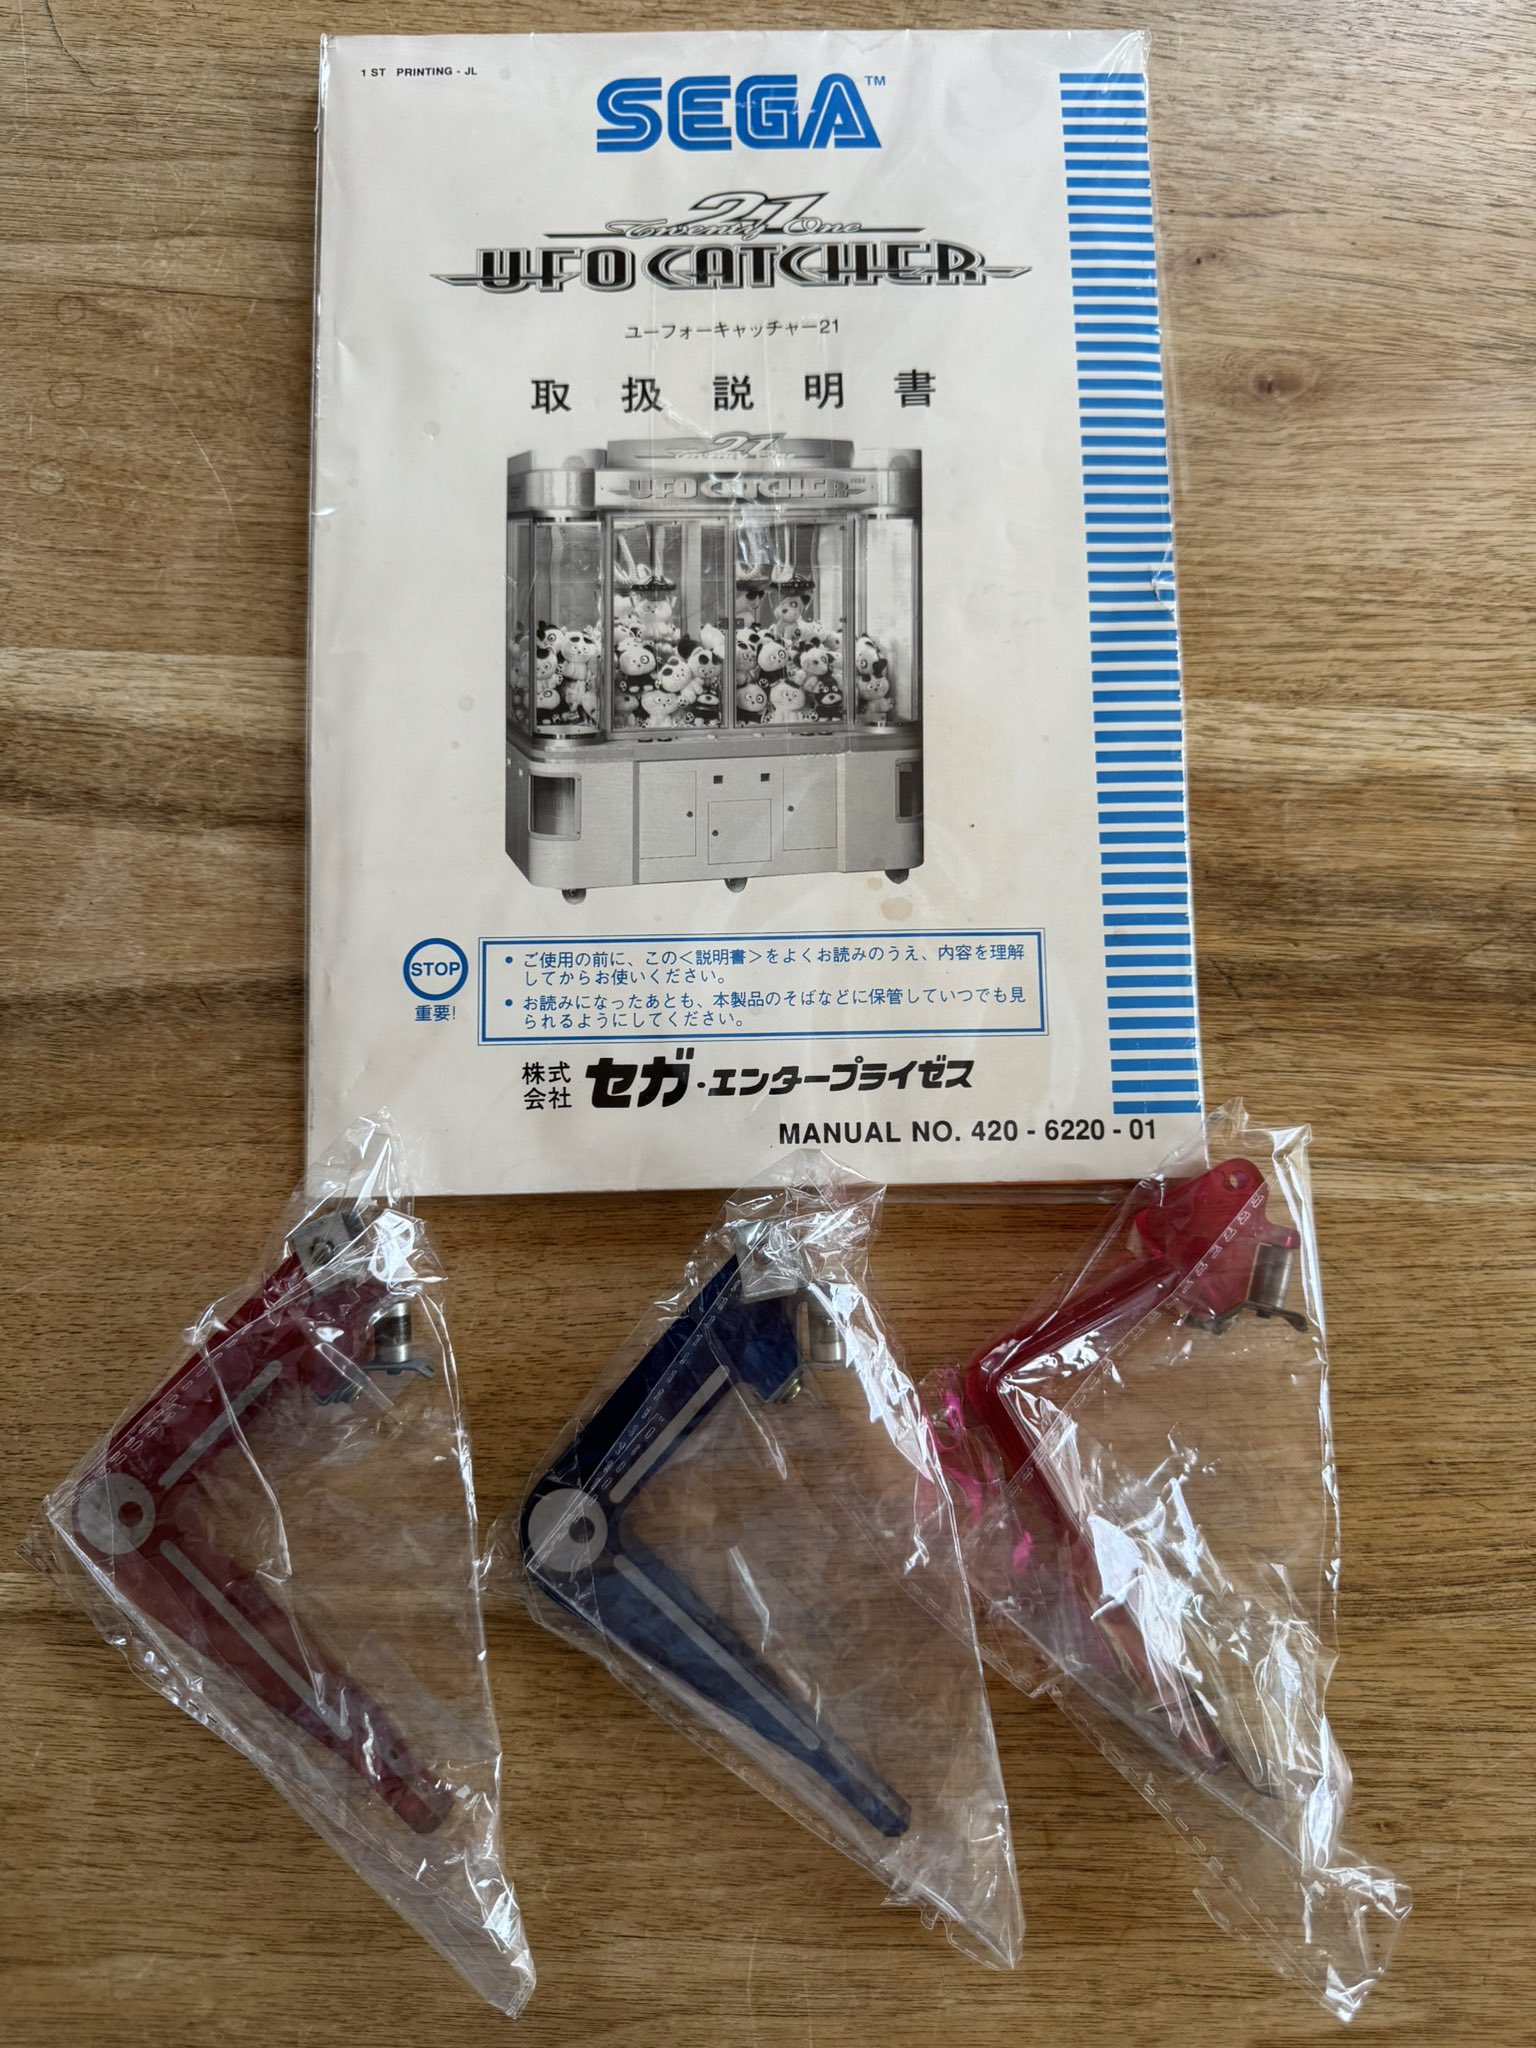 1 ST PRINTING - JL
SEGA™
21
Twenty One
UFO CATCHER
ユーフォーキャッチャー21
取扱説明書
21
Twenty One
UFO CATCHER
STOP
重要!
• ご使用の前に、この<説明書>をよくお読みのうえ、内容を理解
してからお使いください。
• お読みになったあとも、本製品のそばなどに保管していつでも見
られるようにしてください。
株式会社 セガ・エンタープライゼス
MANUAL NO. 420 - 6220 - 01